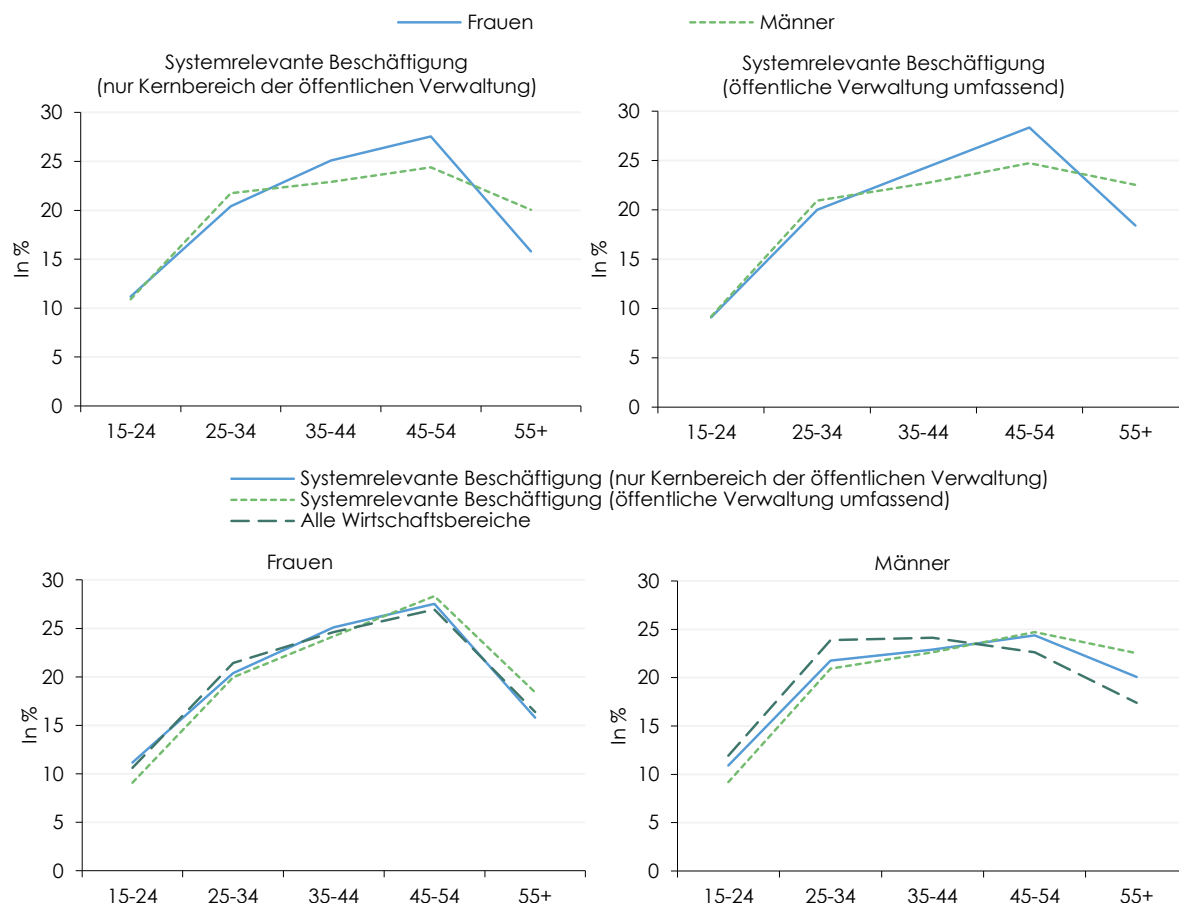 Frauen
Männer
Systemrelevante Beschäftigung
(nur Kernbereich der öffentlichen Verwaltung)
30
25
20
15
10
5
0
In %
15-24 25-34 35-44 45-54 55+
Systemrelevante Beschäftigung
(öffentliche Verwaltung umfassend)
30
25
20
15
10
5
0
In %
15-24 25-34 35-44 45-54 55+
Systemrelevante Beschäftigung (nur Kernbereich der öffentlichen Verwaltung)
Systemrelevante Beschäftigung (öffentliche Verwaltung umfassend)
Alle Wirtschaftsbereiche
Frauen
30
25
20
15
10
5
0
In %
15-24 25-34 35-44 45-54 55+
Männer
30
25
20
15
10
5
0
In %
15-24 25-34 35-44 45-54 55+